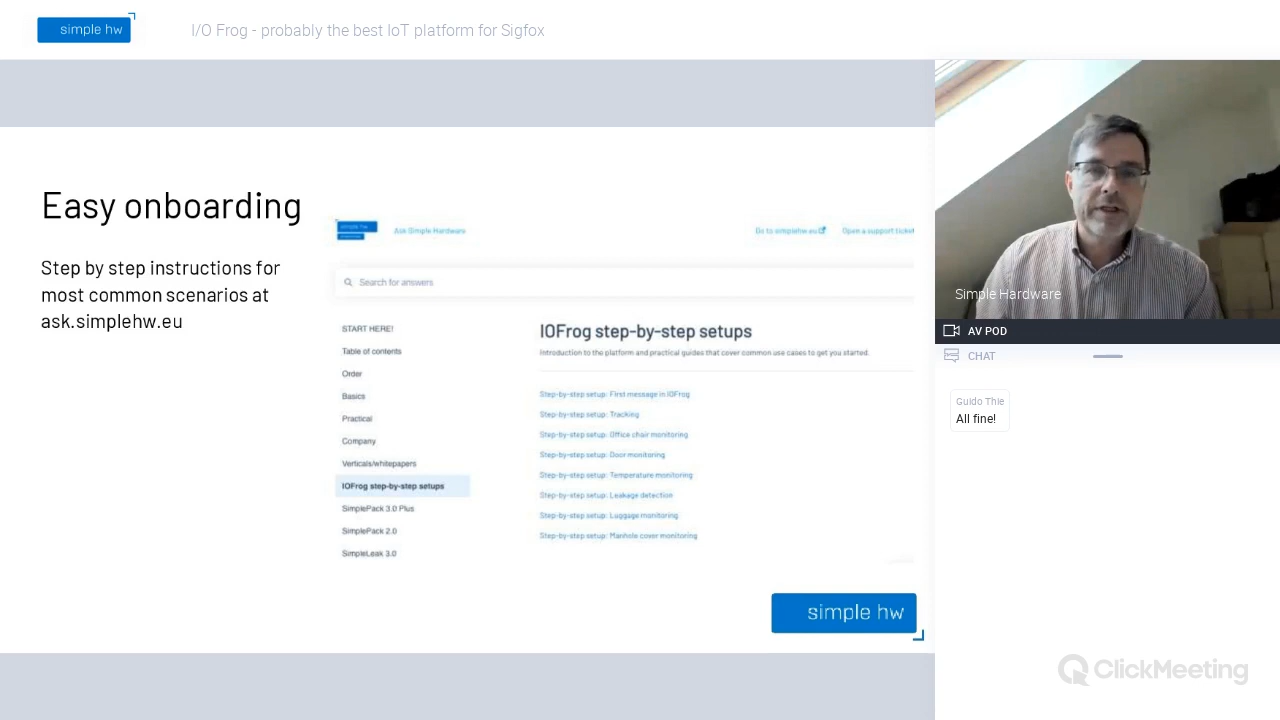 simple hw
I/O Frog - probably the best IoT platform for Sigfox
Easy onboarding
Step by step instructions for
most common scenarios at
ask.simplehw.eu
simple hw
Ask Simple Hardware
Go to simplehw.eu
Open a support ticket
Search for answers
START HERE!
Table of contents
Order
Basics
Practical
Company
Verticals/whitepapers
IOFrog step-by-step setups
SimplePack 3.0 Plus
SimplePack 2.0
SimpleLeak 3.0
IOFrog step-by-step setups
Introduction to the platform and practical guides that cover common use cases to get you started.
Step-by-step setup: First message in IOFrog
Step-by-step setup: Tracking
Step-by-step setup: Office chair monitoring
Step-by-step setup: Door monitoring
Step-by-step setup: Temperature monitoring
Step-by-step setup: Leakage detection
Step-by-step setup: Luggage monitoring
Step-by-step setup: Manhole cover monitoring
simple hw
Simple Hardware
AV POD
CHAT
Guido Thie
All fine!
ClickMeeting